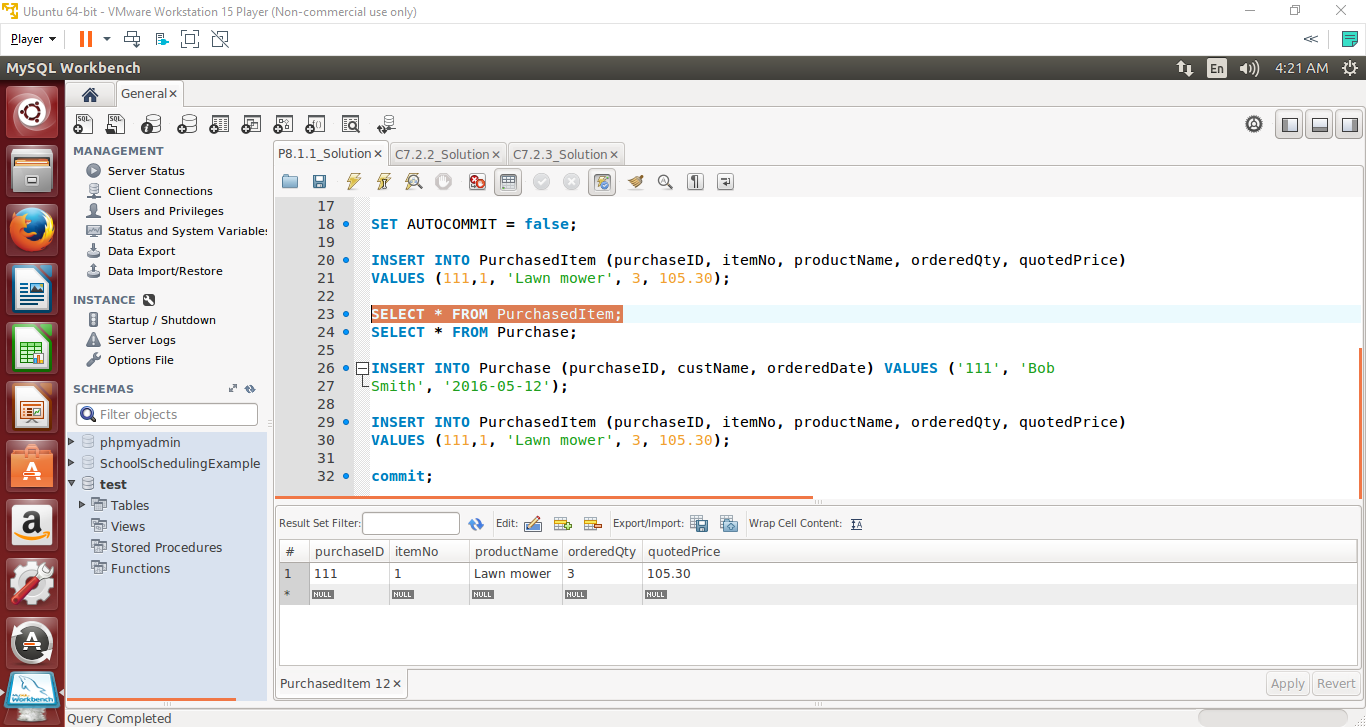 Ubuntu 64-bit - VMware Workstation 15 Player (Non-commercial use only)
Player
MySQL Workbench
En
4:21 AM
General
P8.1.1_Solution
C7.2.2_Solution
C7.2.3_Solution
MANAGEMENT
Server Status
Client Connections
Users and Privileges
Status and System Variables
Data Export
Data Import/Restore
INSTANCE
Startup / Shutdown
Server Logs
Options File
SCHEMAS
Filter objects
phpmyadmin
SchoolSchedulingExample
test
Tables
Views
Stored Procedures
Functions
17
18 SET AUTOCOMMIT = false;
19
20 INSERT INTO PurchasedItem (purchaseID, itemNo, productName, orderedQty, quotedPrice)
21 VALUES (111,1, 'Lawn mower', 3, 105.30);
22
23 SELECT * FROM PurchasedItem;
24 SELECT * FROM Purchase;
25
26 INSERT INTO Purchase (purchaseID, custName, orderedDate) VALUES ('111', 'Bob
27 Smith', '2016-05-12');
28
29 INSERT INTO PurchasedItem (purchaseID, itemNo, productName, orderedQty, quotedPrice)
30 VALUES (111,1, 'Lawn mower', 3, 105.30);
31
32 commit;
Result Set Filter: Edit: Export/Import: Wrap Cell Content:
# purchaseID itemNo productName orderedQty quotedPrice
1 111 1 Lawn mower 3 105.30
* NULL NULL NULL NULL NULL
PurchasedItem 12
Apply Revert
Query Completed